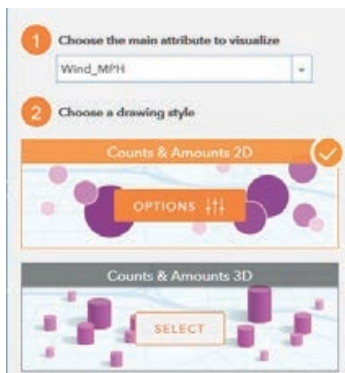 1 Choose the main attribute to visualize
Wind_MPH
2 Choose a drawing style
Counts & Amounts 2D
OPTIONS
Counts & Amounts 3D
SELECT